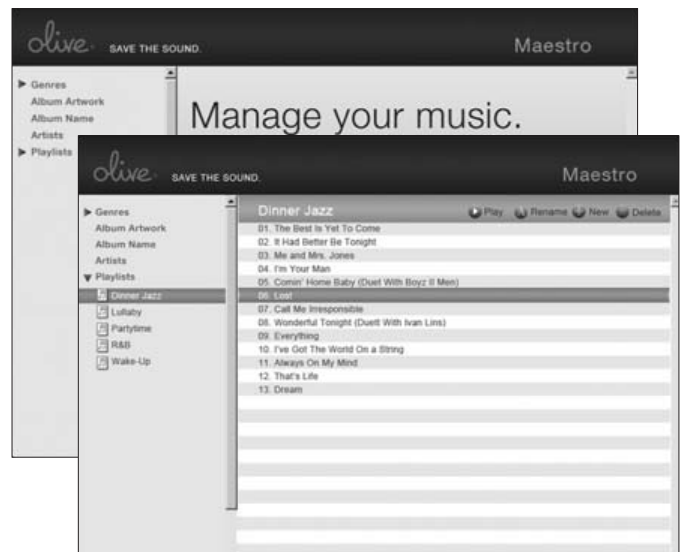 olive. SAVE THE SOUND. Maestro
Genres
Album Artwork
Album Name
Artists
Playlists
Manage your music.
olive. SAVE THE SOUND. Maestro
Genres
Album Artwork
Album Name
Artists
Playlists
Dinner Jazz
Lullaby
Partytime
R&B
Wake-Up
Dinner Jazz Play Rename New Delete
01. The Best Is Yet To Come
02. It Had Better Be Tonight
03. Me and Mrs. Jones
04. I'm Your Man
05. Comin' Home Baby (Duet With Boyz II Men)
06. Lost
07. Call Me Irresponsible
08. Wonderful Tonight (Duett With Ivan Lins)
09. Everything
10. I've Got The World On a String
11. Always On My Mind
12. That's Life
13. Dream